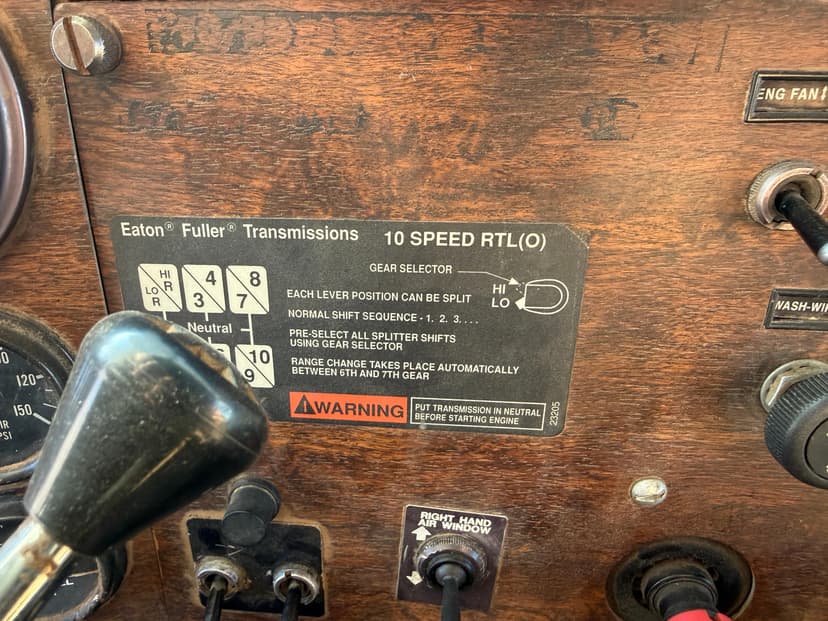 ENG FAN
Eaton® Fuller® Transmissions 10 SPEED RTL(O)
GEAR SELECTOR
HI
LO
HI
R
LO
R
4
3
8
7
EACH LEVER POSITION CAN BE SPLIT
NORMAL SHIFT SEQUENCE - 1. 2. 3. . . .
Neutral
PRE-SELECT ALL SPLITTER SHIFTS
USING GEAR SELECTOR
10
9
RANGE CHANGE TAKES PLACE AUTOMATICALLY
BETWEEN 6TH AND 7TH GEAR
WARNING
PUT TRANSMISSION IN NEUTRAL
BEFORE STARTING ENGINE
23205
120
150
PSI
RIGHT HAND
AIR WINDOW